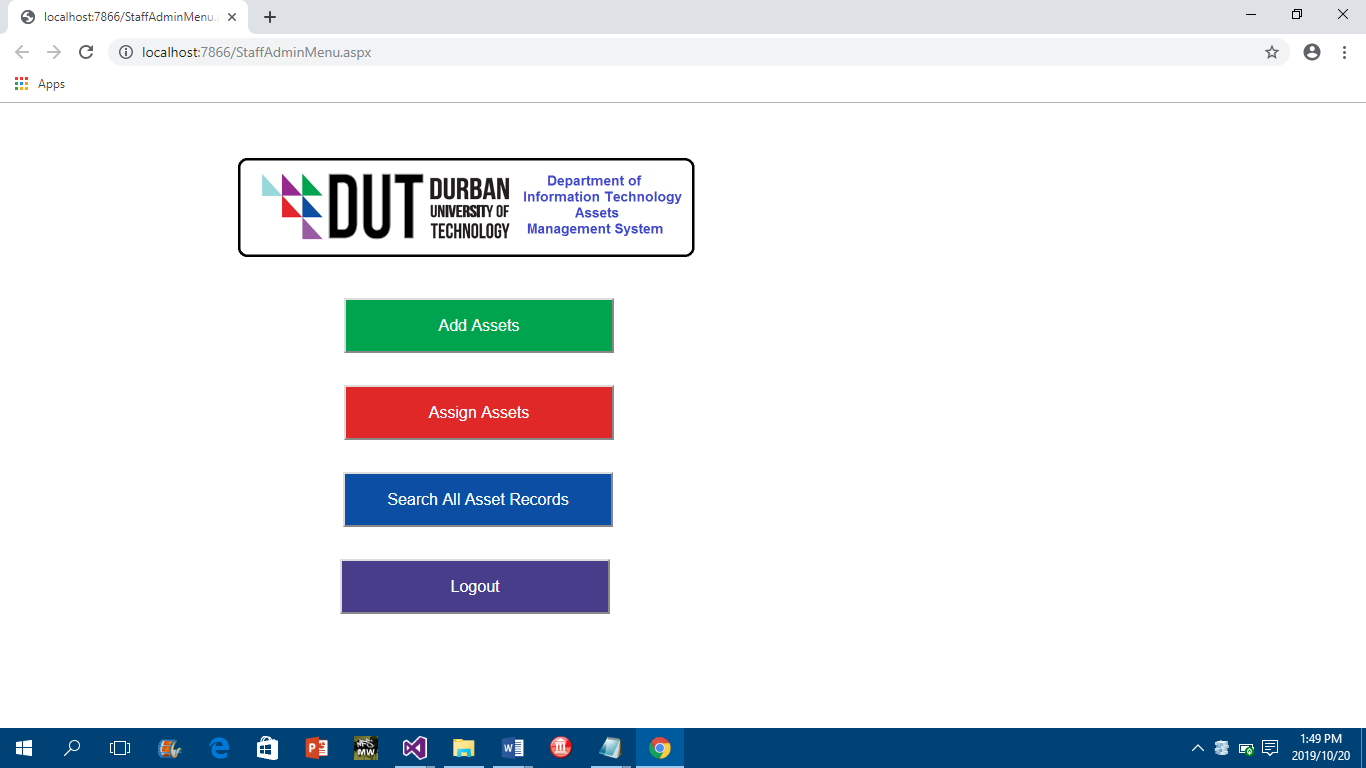 localhost:7866/StaffAdminMenu.a
localhost:7866/StaffAdminMenu.aspx
Apps
DUT
DURBAN
UNIVERSITY OF
TECHNOLOGY
Department of
Information Technology
Assets
Management System
Add Assets
Assign Assets
Search All Asset Records
Logout
MW
1:49 PM
2019/10/20